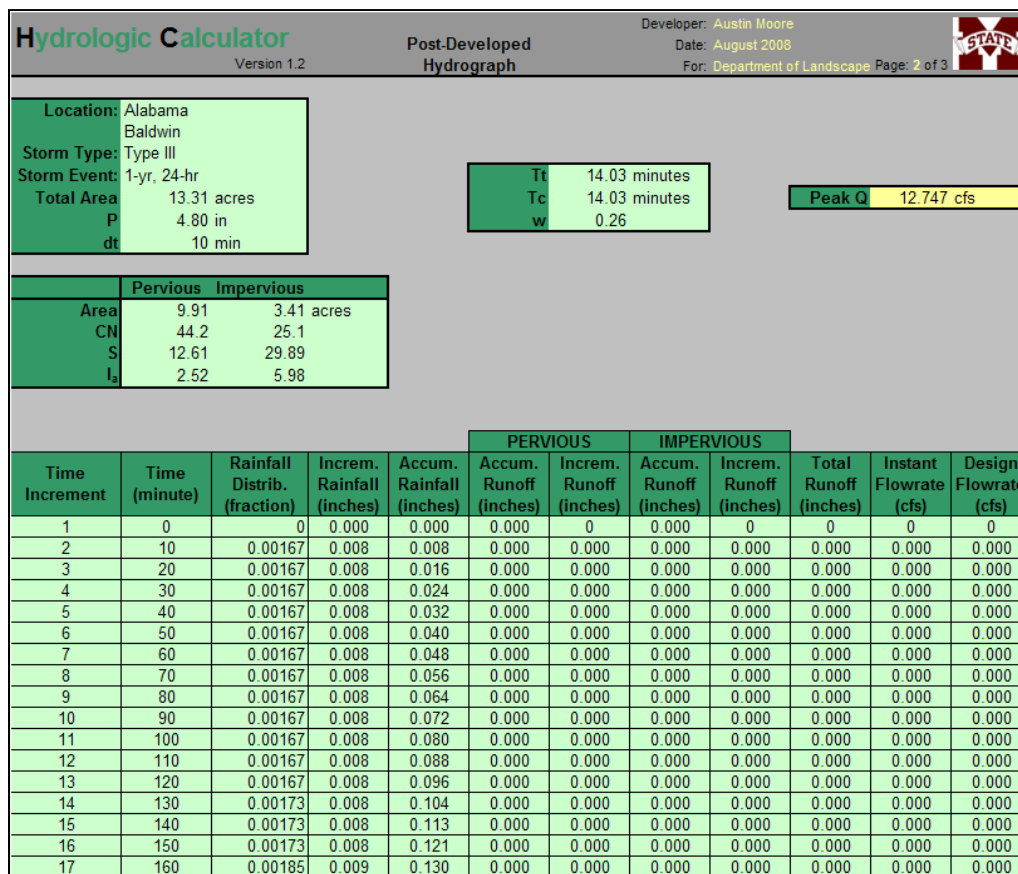 Hydrologic Calculator
Version 1.2
Post-Developed
Hydrograph
Developer: Austin Moore
Date: August 2008
For: Department of Landscape Page: 2 of 3
STATE
Location: Alabama
Baldwin
Storm Type: Type III
Storm Event: 1-yr, 24-hr
Total Area 13.31 acres
P 4.80 in
dt 10 min
Tt 14.03 minutes
Tc 14.03 minutes
w 0.26
Peak Q 12.747 cfs
Pervious Impervious
Area 9.91 3.41 acres
CN 44.2 25.1
S 12.61 29.89
Ia 2.52 5.98
PERVIOUS IMPERVIOUS
Time Increment Time (minute) Rainfall Distrib. (fraction) Increm. Rainfall (inches) Accum. Rainfall (inches) Accum. Runoff (inches) Increm. Runoff (inches) Accum. Runoff (inches) Increm. Runoff (inches) Total Runoff (inches) Instant Flowrate (cfs) Design Flowrate (cfs)
1 0 0 0.000 0.000 0.000 0 0.000 0 0 0 0
2 10 0.00167 0.008 0.008 0.000 0.000 0.000 0.000 0.000 0.000 0.000
3 20 0.00167 0.008 0.016 0.000 0.000 0.000 0.000 0.000 0.000 0.000
4 30 0.00167 0.008 0.024 0.000 0.000 0.000 0.000 0.000 0.000 0.000
5 40 0.00167 0.008 0.032 0.000 0.000 0.000 0.000 0.000 0.000 0.000
6 50 0.00167 0.008 0.040 0.000 0.000 0.000 0.000 0.000 0.000 0.000
7 60 0.00167 0.008 0.048 0.000 0.000 0.000 0.000 0.000 0.000 0.000
8 70 0.00167 0.008 0.056 0.000 0.000 0.000 0.000 0.000 0.000 0.000
9 80 0.00167 0.008 0.064 0.000 0.000 0.000 0.000 0.000 0.000 0.000
10 90 0.00167 0.008 0.072 0.000 0.000 0.000 0.000 0.000 0.000 0.000
11 100 0.00167 0.008 0.080 0.000 0.000 0.000 0.000 0.000 0.000 0.000
12 110 0.00167 0.008 0.088 0.000 0.000 0.000 0.000 0.000 0.000 0.000
13 120 0.00167 0.008 0.096 0.000 0.000 0.000 0.000 0.000 0.000 0.000
14 130 0.00173 0.008 0.104 0.000 0.000 0.000 0.000 0.000 0.000 0.000
15 140 0.00173 0.008 0.113 0.000 0.000 0.000 0.000 0.000 0.000 0.000
16 150 0.00173 0.008 0.121 0.000 0.000 0.000 0.000 0.000 0.000 0.000
17 160 0.00185 0.009 0.130 0.000 0.000 0.000 0.000 0.000 0.000 0.000